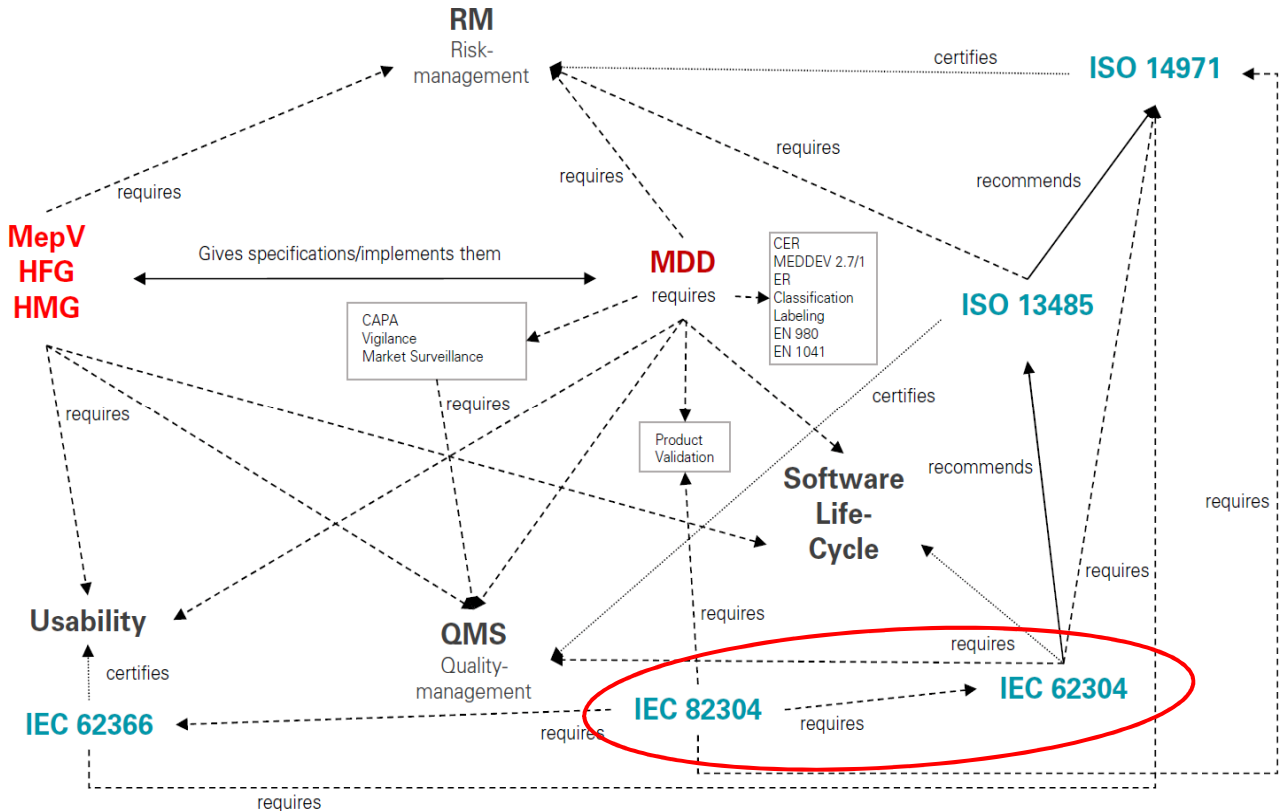 RM
Risk-
management
certifies
ISO 14971
requires
requires
requires
recommends
MepV
HFG
HMG
Gives specifications/implements them
MDD
requires
CER
MEDDEV 2.7/1
ER
Classification
Labeling
EN 980
EN 1041
ISO 13485
CAPA
Vigilance
Market Surveillance
requires
requires
certifies
Product
Validation
Software
Life-
Cycle
recommends
requires
requires
Usability
QMS
Quality-
management
requires
requires
certifies
IEC 62366
requires
IEC 82304
requires
IEC 62304
requires